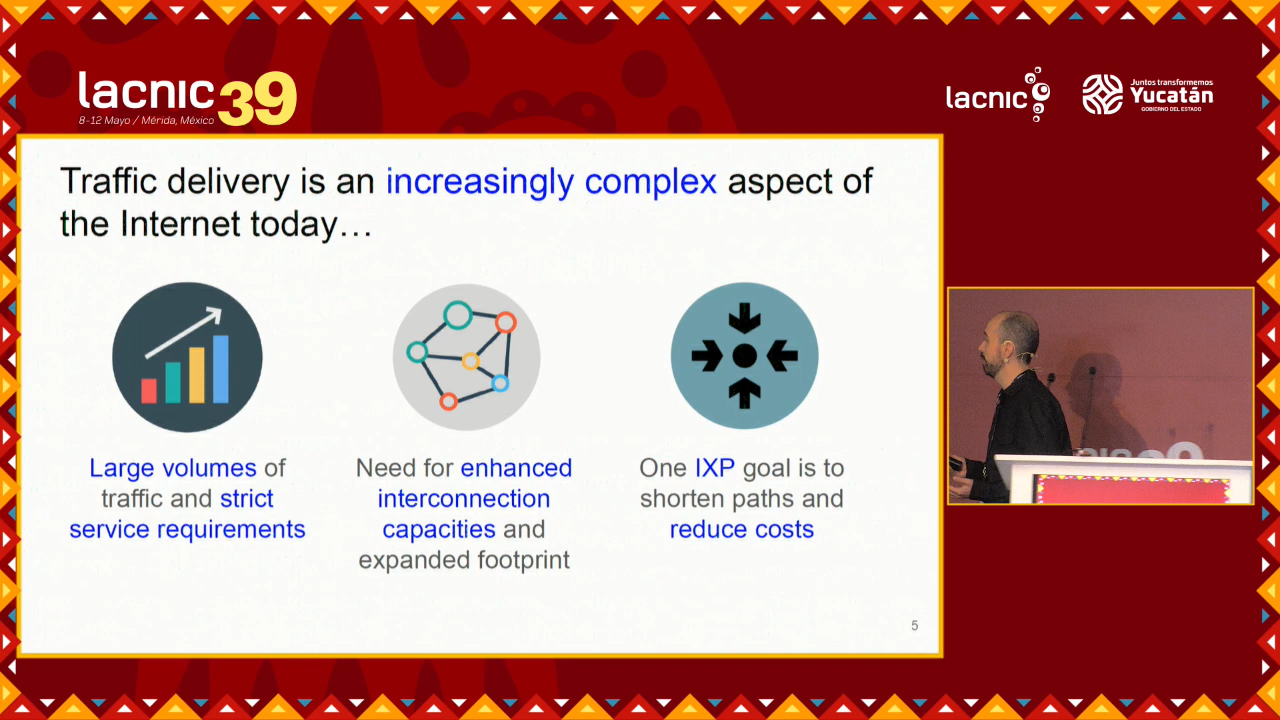 lacnic 39
8-12 Mayo / Mérida, México
lacnic
Juntos transformemos
Yucatán
GOBIERNO DEL ESTADO
Traffic delivery is an increasingly complex aspect of
the Internet today…
Large volumes of
traffic and strict
service requirements
Need for enhanced
interconnection
capacities and
expanded footprint
One IXP goal is to
shorten paths and
reduce costs
5